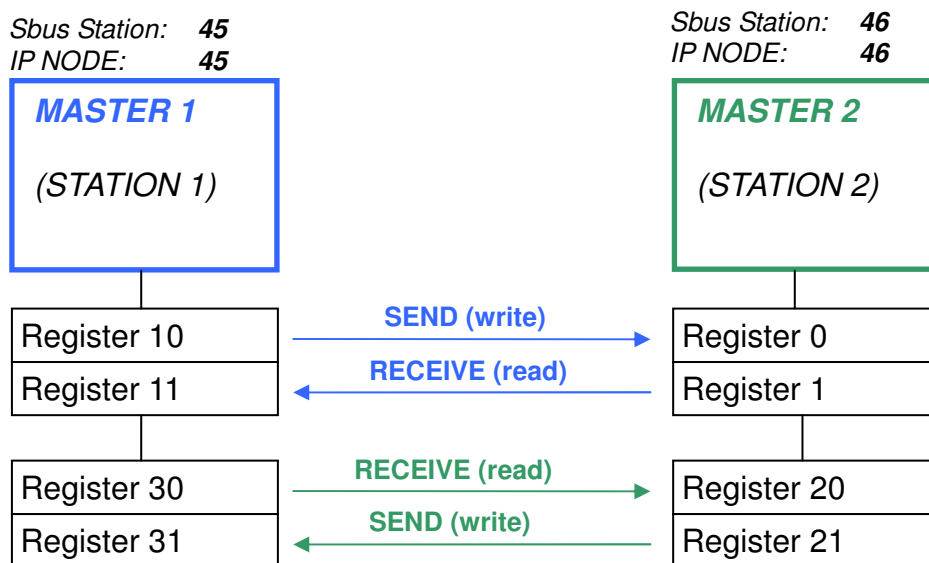 Sbus Station: 45
IP NODE: 45
Sbus Station: 46
IP NODE: 46
MASTER 1
(STATION 1)
MASTER 2
(STATION 2)
Register 10
SEND (write)
Register 0
Register 11
RECEIVE (read)
Register 1
Register 30
RECEIVE (read)
Register 20
Register 31
SEND (write)
Register 21